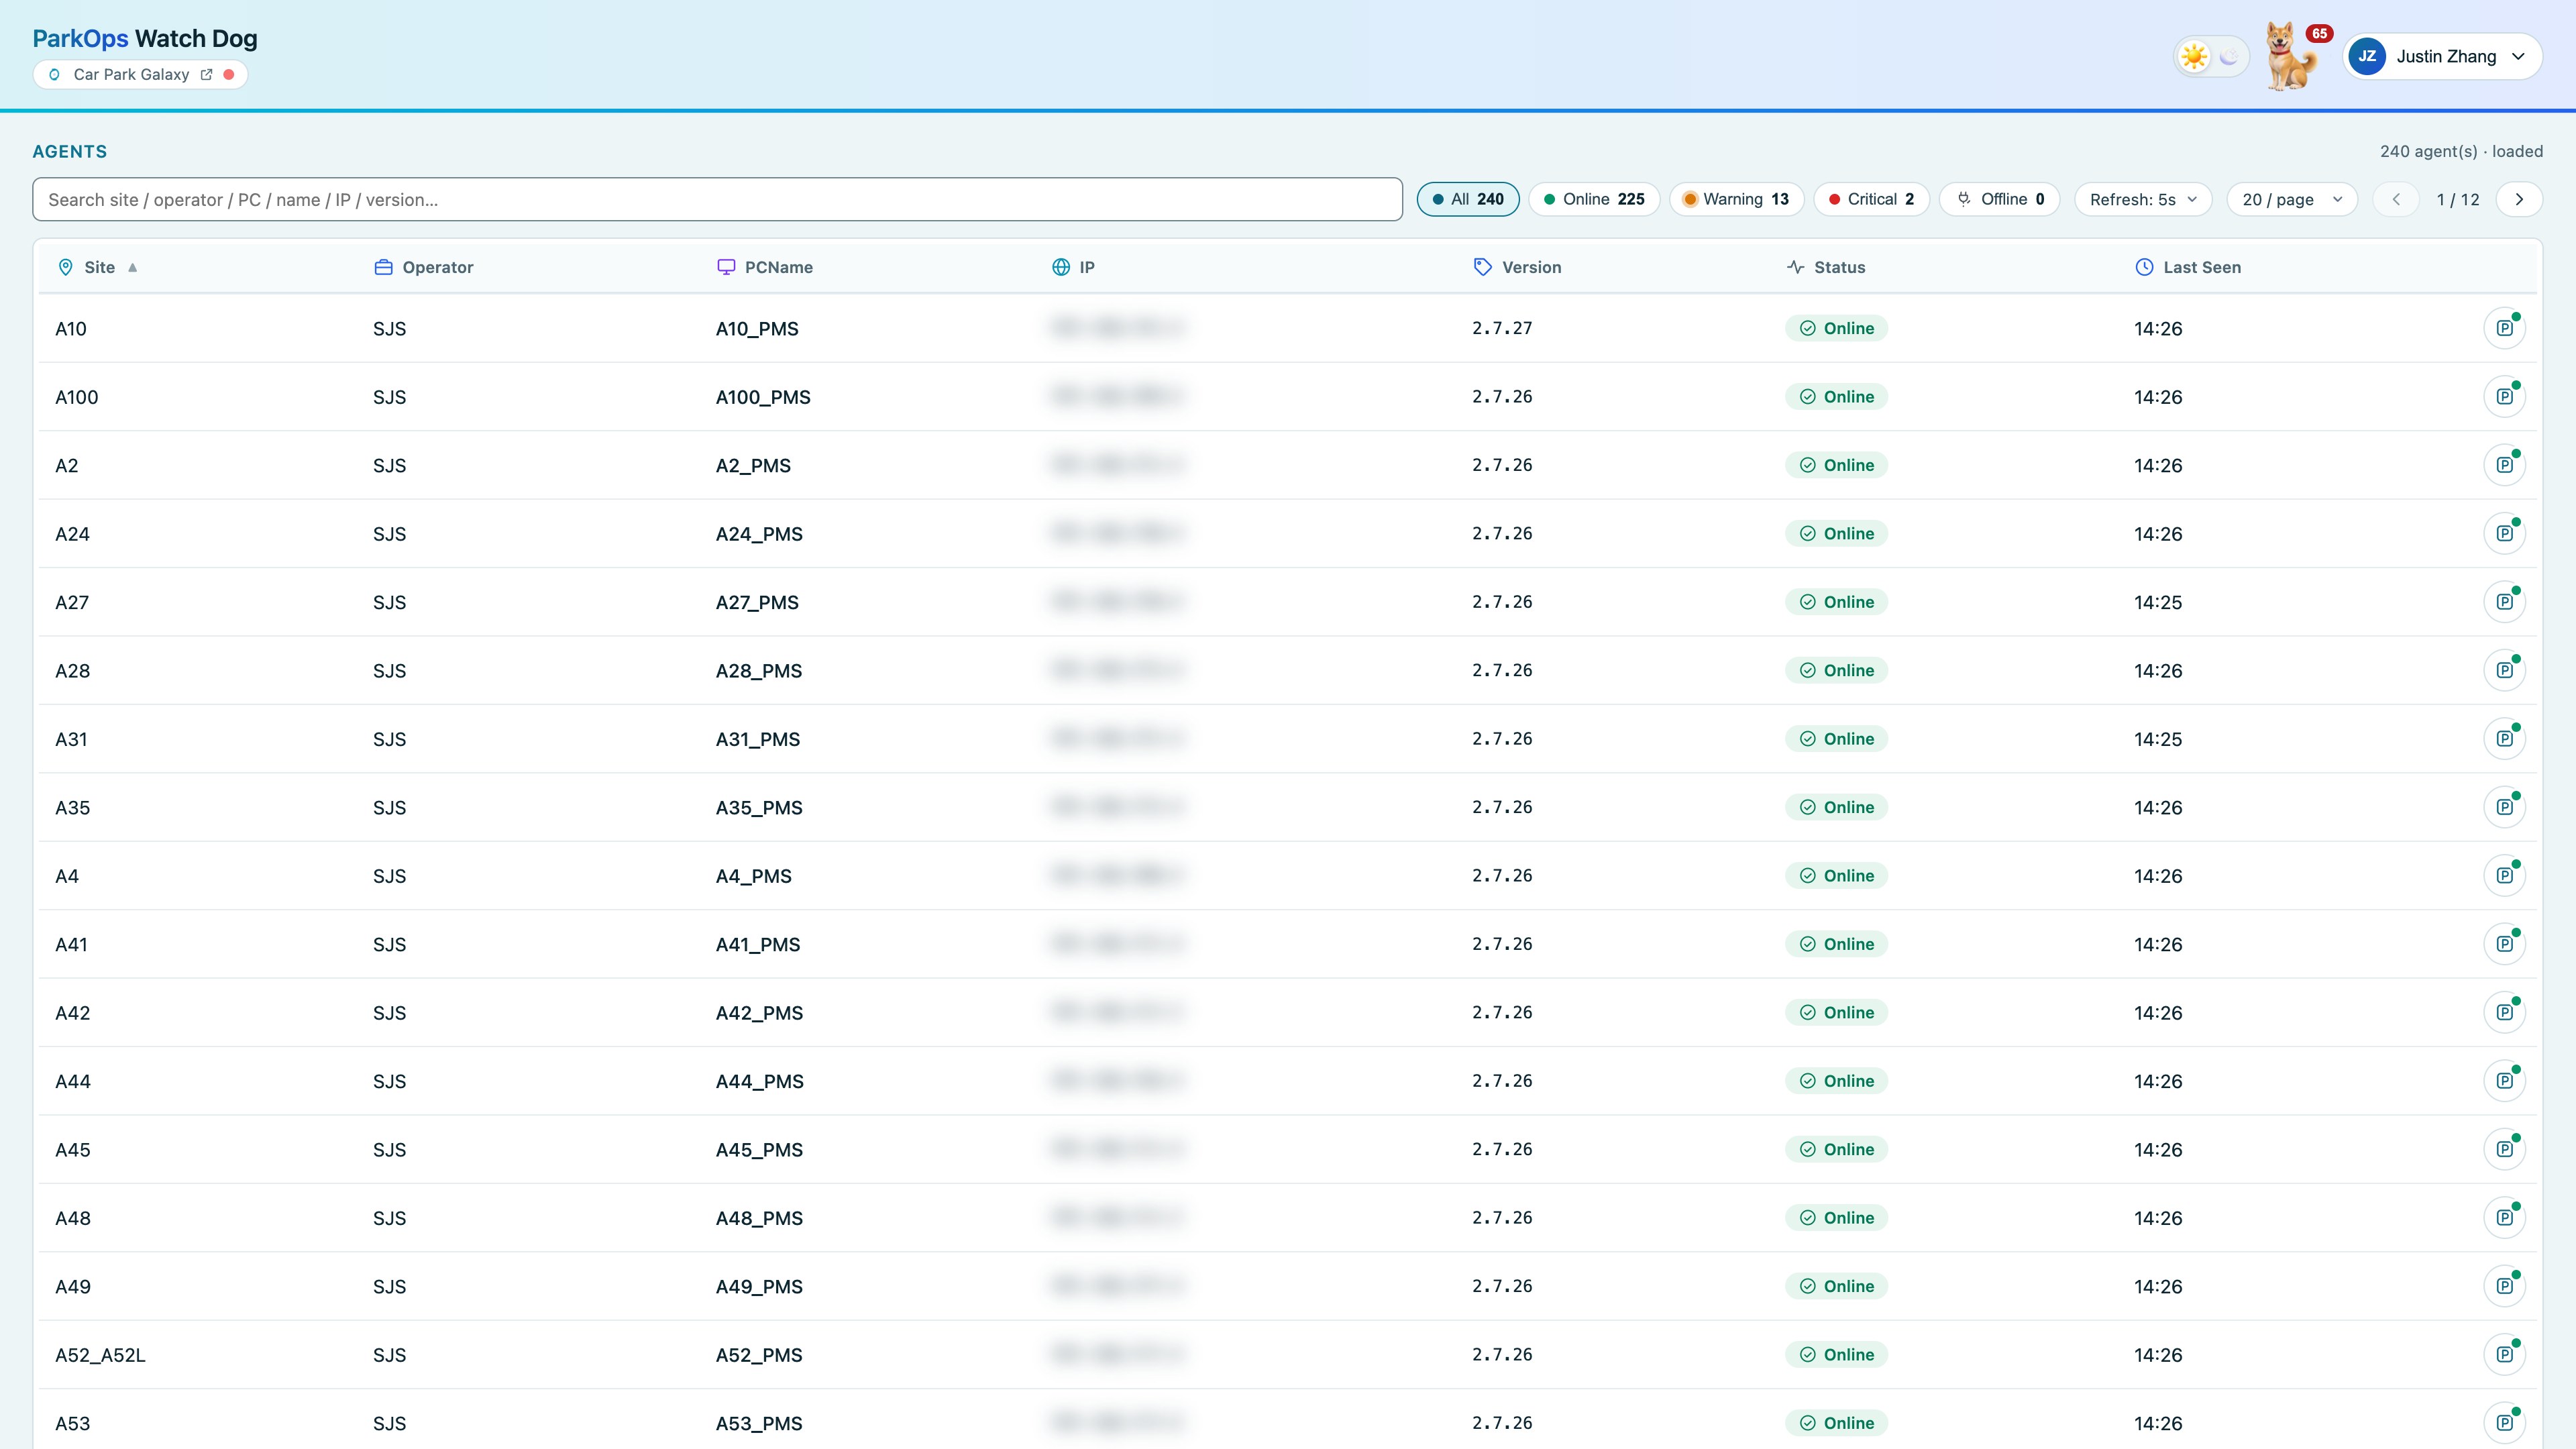 ParkOps Watch Dog
Car Park Galaxy
65
JZ Justin Zhang
AGENTS
240 agent(s) · loaded
Search site / operator / PC / name / IP / version...
All 240
Online 225
Warning 13
Critical 2
Offline 0
Refresh: 5s
20 / page
1 / 12
Site ▲ Operator PCName IP Version Status Last Seen
A10 SJS A10_PMS 2.7.27 Online 14:26 P
A100 SJS A100_PMS 2.7.26 Online 14:26 P
A2 SJS A2_PMS 2.7.26 Online 14:26 P
A24 SJS A24_PMS 2.7.26 Online 14:26 P
A27 SJS A27_PMS 2.7.26 Online 14:25 P
A28 SJS A28_PMS 2.7.26 Online 14:26 P
A31 SJS A31_PMS 2.7.26 Online 14:25 P
A35 SJS A35_PMS 2.7.26 Online 14:26 P
A4 SJS A4_PMS 2.7.26 Online 14:26 P
A41 SJS A41_PMS 2.7.26 Online 14:26 P
A42 SJS A42_PMS 2.7.26 Online 14:26 P
A44 SJS A44_PMS 2.7.26 Online 14:26 P
A45 SJS A45_PMS 2.7.26 Online 14:26 P
A48 SJS A48_PMS 2.7.26 Online 14:26 P
A49 SJS A49_PMS 2.7.26 Online 14:26 P
A52_A52L SJS A52_PMS 2.7.26 Online 14:26 P
A53 SJS A53_PMS 2.7.26 Online 14:26 P